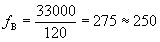 f_B = 33000/120 = 275 ≈ 250